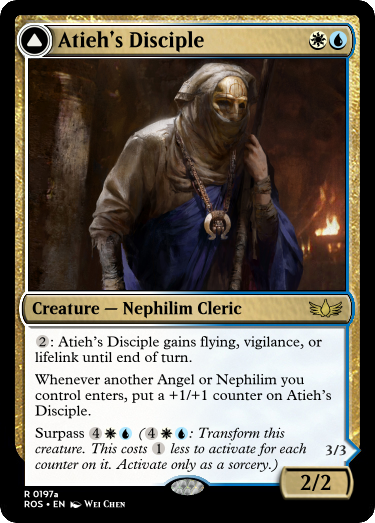 Atieh's Disciple
Creature — Nephilim Cleric
2: Atieh's Disciple gains flying, vigilance, or
lifelink until end of turn.
Whenever another Angel or Nephilim you
control enters, put a +1/+1 counter on Atieh's
Disciple.
Surpass 4 (4: Transform this
creature. This costs 1 less to activate for each
counter on it. Activate only as a sorcery.)
3/3
2/2
R 0197a
ROS • EN Wei Chen